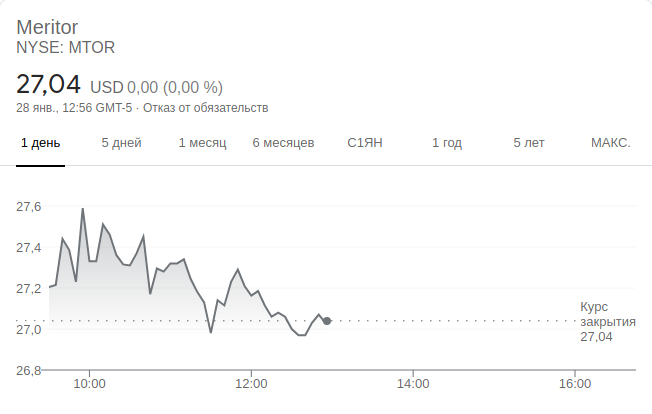 Meritor
NYSE: MTOR
27,04 USD 0,00 (0,00 %)
28 янв., 12:56 GMT-5 · Отказ от обязательств
1 день 5 дней 1 месяц 6 месяцев С1ЯН 1 год 5 лет МАКС.
27,6
27,4
27,2
27,0
26,8
Курс
закрытия
27,04
10:00 12:00 14:00 16:00